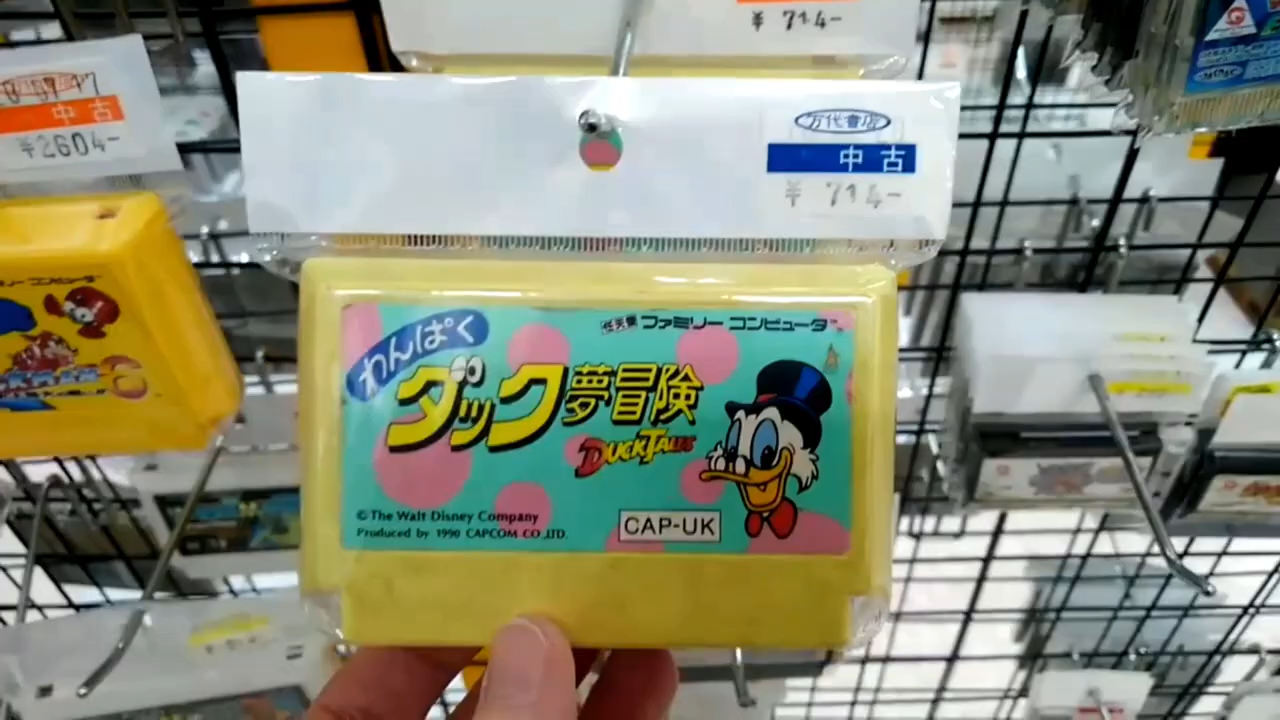 ¥ 714-
中古
¥2604-
万代書店
中古
¥ 714-
わんぱく
ダック夢冒険
DUCKTALES
任天堂 ファミリー コンピュータ
©The Walt Disney Company
Produced by 1990 CAPCOM CO.,LTD.
CAP-UK